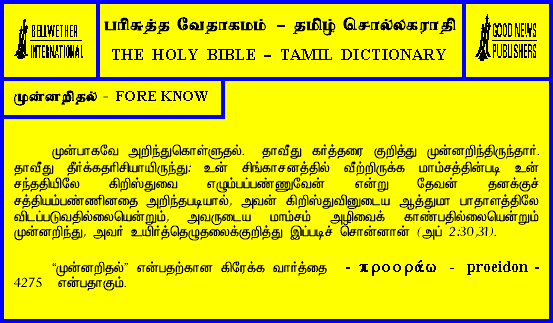 BELLWETHER
INTERNATIONAL
பரிசுத்த வேதாகமம் – தமிழ் சொல்லகராதி
THE HOLY BIBLE – TAMIL DICTIONARY
GOOD NEWS
PUBLISHERS
முன்னறிதல் - FORE KNOW
முன்பாகவே அறிந்துகொள்ளுதல். தாவீது கர்த்தரை குறித்து முன்னறிந்திருந்தார்.
தாவீது தீர்க்கதரிசியாயிருந்து; உன் சிங்காசனத்தில் வீற்றிருக்க மாம்சத்தின்படி உன்
சந்ததியிலே கிறிஸ்துவை எழும்பப்பண்ணுவேன் என்று தேவன் தனக்குச்
சத்தியம்பண்ணினதை அறிந்தபடியால், அவன் கிறிஸ்துவினுடைய ஆத்துமா பாதாளத்திலே
விடப்படுவதில்லையென்றும், அவருடைய மாம்சம் அழிவைக் காண்பதில்லையென்றும்
முன்னறிந்து, அவர் உயிர்த்தெழுதலைக்குறித்து இப்படிச் சொன்னான் (அப் 2:30,31).
“முன்னறிதல்” என்பதற்கான கிரேக்க வார்த்தை - προοράω - proeidon -
4275 என்பதாகும்.